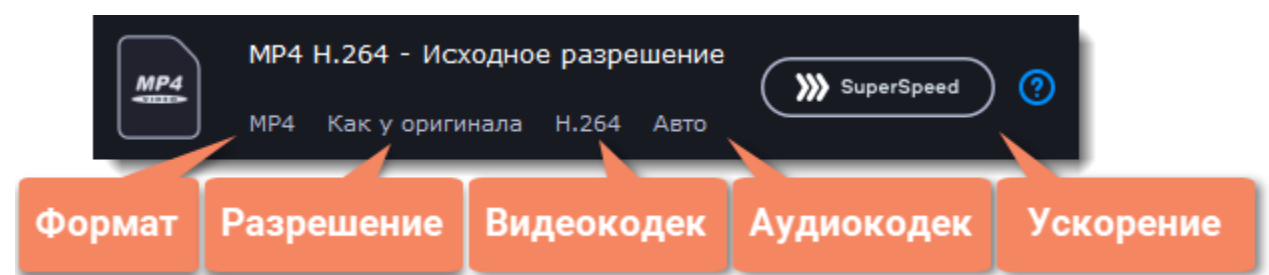 MP4 H.264 - Исходное разрешение
MP4
VIDEO
SuperSpeed
?
MP4 Как у оригинала H.264 Авто
Формат Разрешение Видеокодек Аудиокодек Ускорение